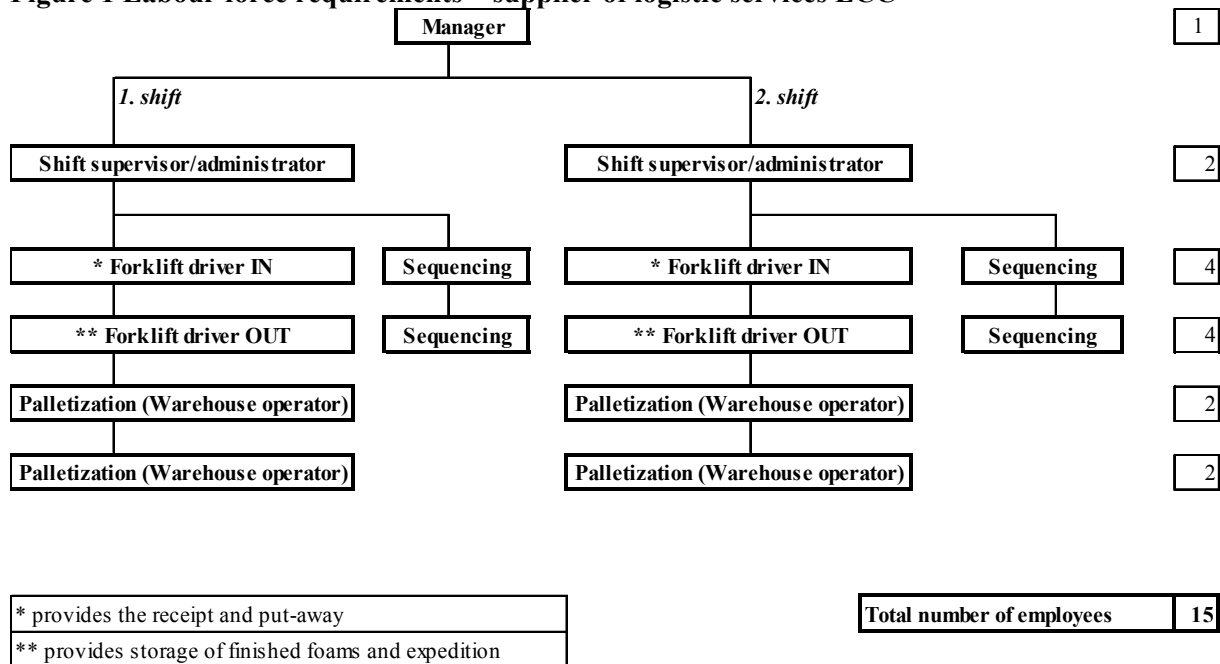 Figure 1 Labour force requirements – supplier of logistic services LGC
Manager 1
1. shift 2. shift
Shift supervisor/administrator Shift supervisor/administrator 2
* Forklift driver IN Sequencing * Forklift driver IN Sequencing 4
** Forklift driver OUT Sequencing ** Forklift driver OUT Sequencing 4
Palletization (Warehouse operator) Palletization (Warehouse operator) 2
Palletization (Warehouse operator) Palletization (Warehouse operator) 2
* provides the receipt and put-away Total number of employees 15
** provides storage of finished foams and expedition